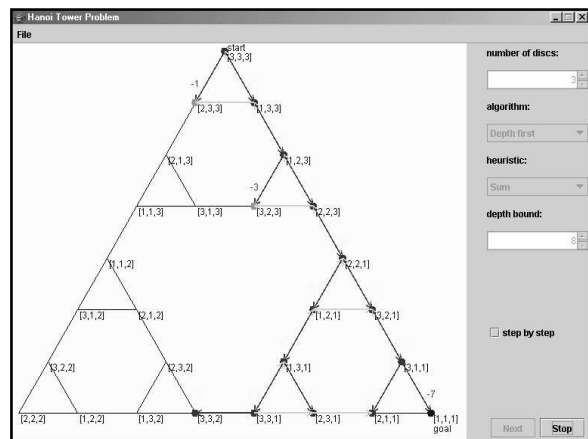 Hanoi Tower Problem
File
start
[3,3,3]
-1
[2,3,3]
[1,3,3]
[2,1,3]
[1,2,3]
-3
[1,1,3]
[3,1,3]
[3,2,3]
[2,2,3]
[1,1,2]
[2,2,1]
[3,1,2]
[2,1,2]
[1,2,1]
[3,2,1]
[3,2,2]
[2,3,2]
[1,3,1]
[3,1,1]
-7
[2,2,2]
[1,2,2]
[1,3,2]
[3,3,2]
[3,3,1]
[2,3,1]
[2,1,1]
[1,1,1]
goal
number of discs:
3
algorithm:
Depth first
heuristic:
Sum
depth bound:
8
step by step
Next
Stop